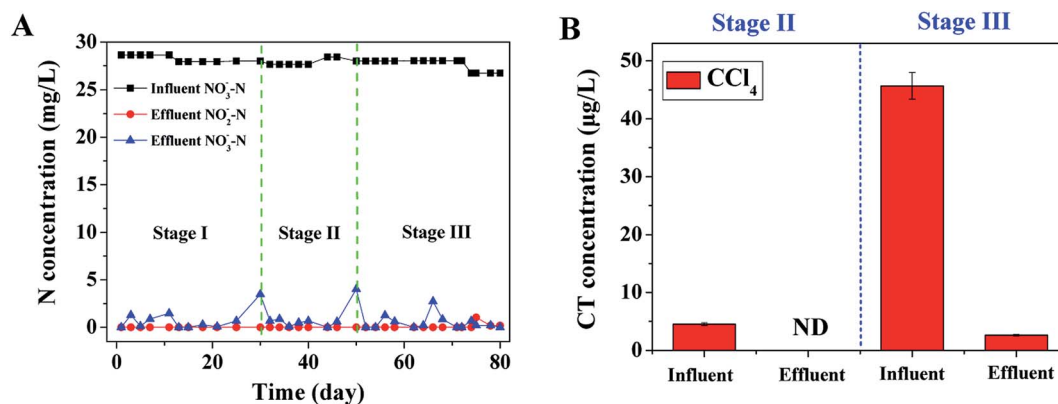 A
N concentration (mg/L)
30
25
20
15
10
5
0
Influent NO₃⁻-N
Effluent NO₂⁻-N
Effluent NO₃⁻-N
Stage I
Stage II
Stage III
0 20 40 60 80
Time (day)
B
Stage II Stage III
CT concentration (μg/L)
50
40
30
20
10
0
CCl₄
ND
Influent Effluent Influent Effluent